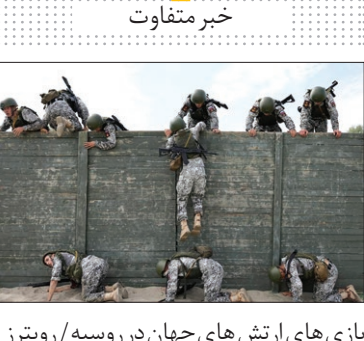 خبر متفاوت
بازی های ارتش های جهان در روسیه / رویترز